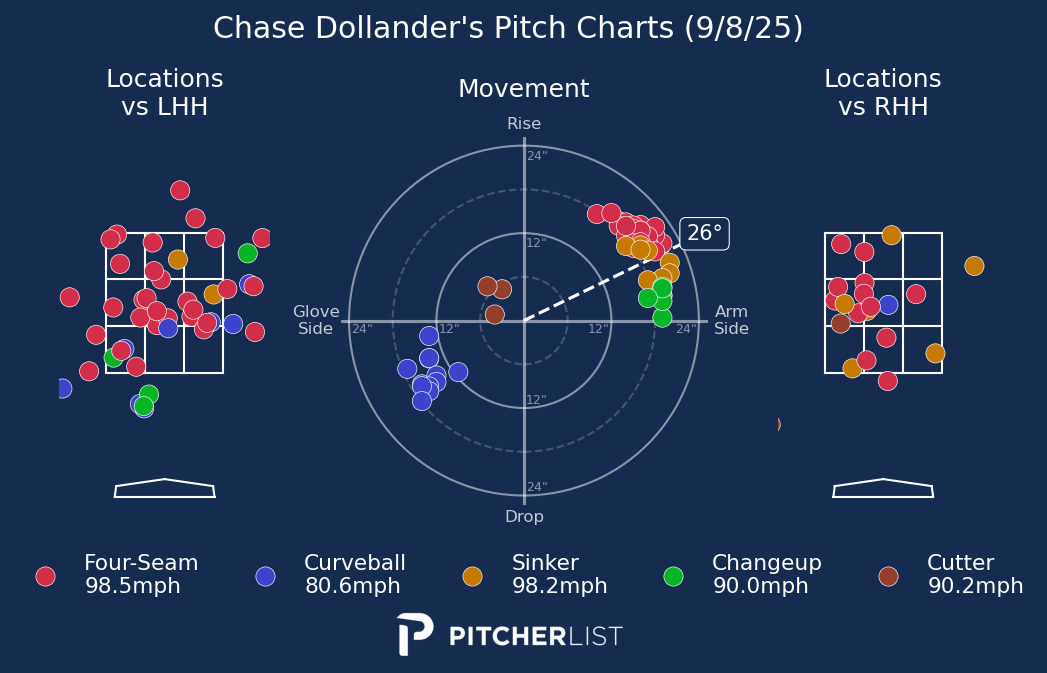 Chase Dollander's Pitch Charts (9/8/25)
Locations
vs LHH
Movement
Locations
vs RHH
Rise
24"
12"
26°
Glove
Side
24"
12"
12"
24"
Arm
Side
12"
24"
Drop
Four-Seam
98.5mph
Curveball
80.6mph
Sinker
98.2mph
Changeup
90.0mph
Cutter
90.2mph
PITCHERLIST